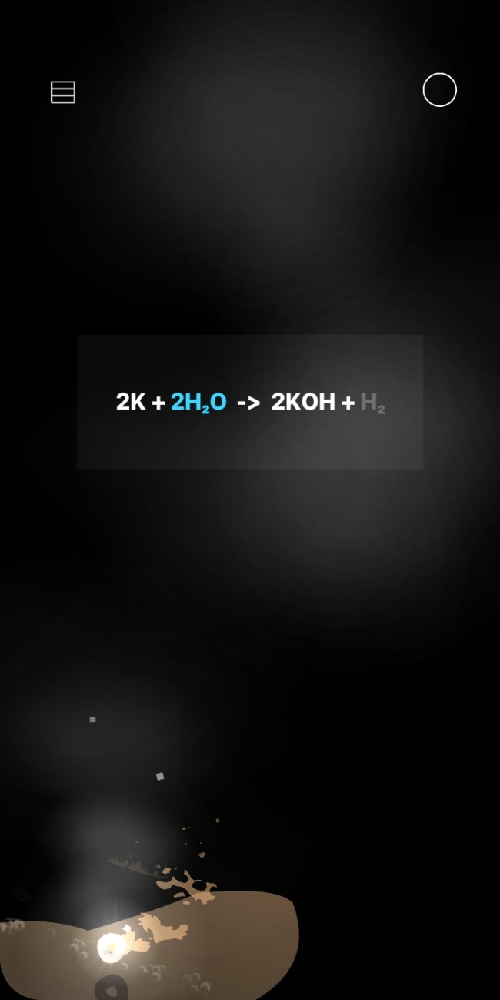 2K + 2H₂O -> 2KOH + H₂